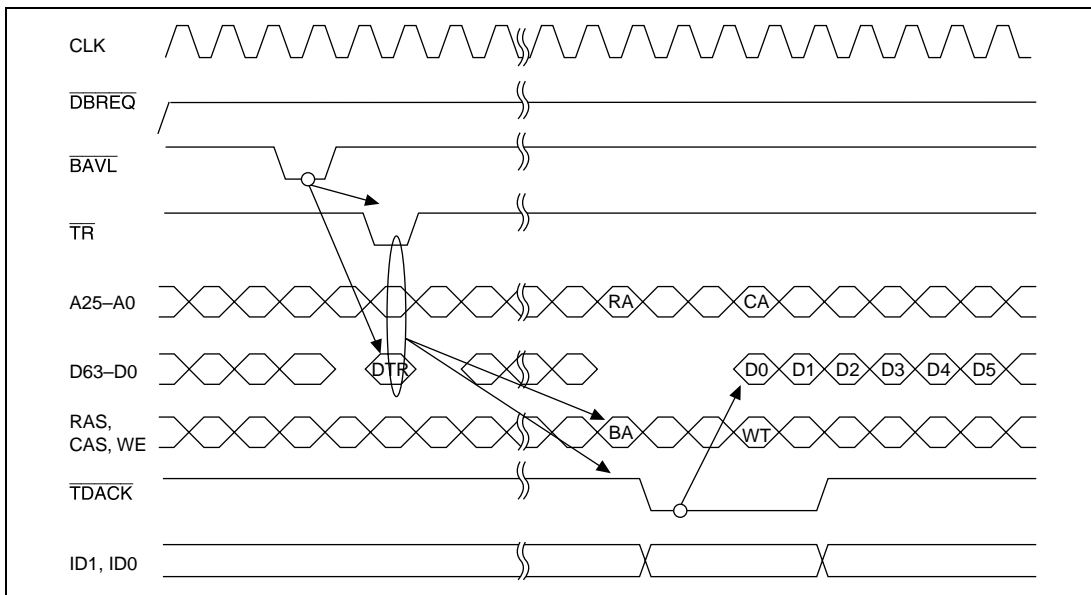 CLK
DBREQ
BAVL
TR
A25–A0 RA CA
D63–D0 DTR D0 D1 D2 D3 D4 D5
RAS,
CAS, WE BA WT
TDACK
ID1, ID0